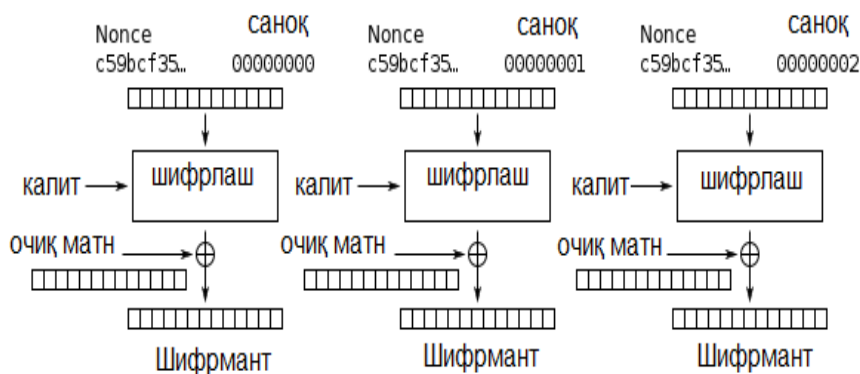 Nonce саноқ
c59bcf35… 00000000
шифрлаш
калит
очиқ матн
Шифрмант
Nonce саноқ
c59bcf35… 00000001
шифрлаш
калит
очиқ матн
Шифрмант
Nonce саноқ
c59bcf35… 00000002
шифрлаш
калит
очиқ матн
Шифрмант